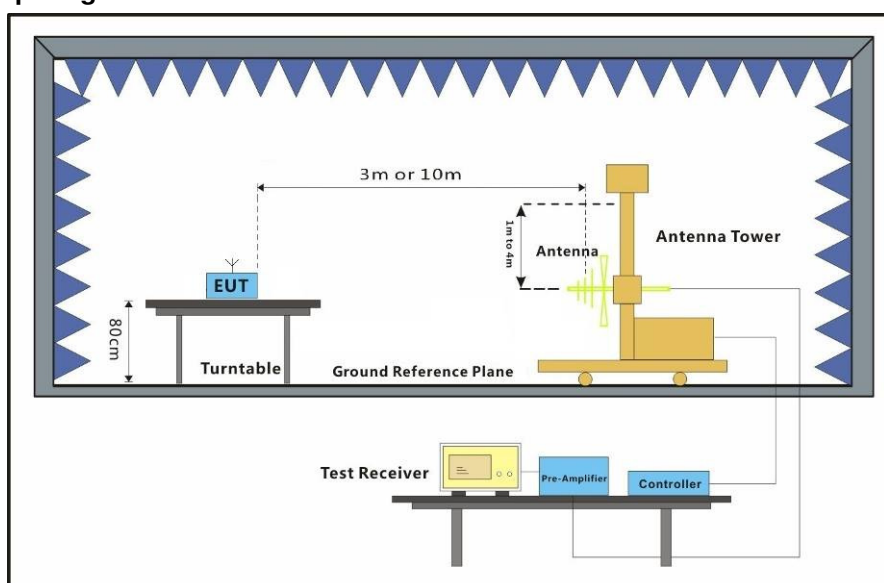 3m or 10m
1m to 4m
Antenna
Antenna Tower
EUT
80cm
Turntable
Ground Reference Plane
Test Receiver
Pre-Amplifier
Controller